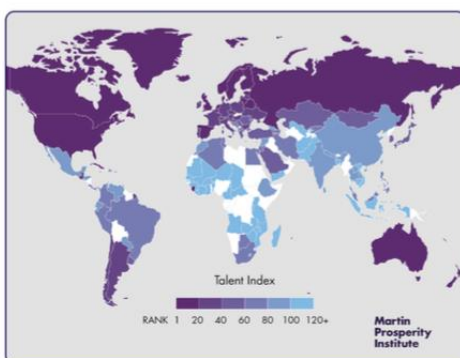 Talent Index
RANK 1 20 40 60 80 100 120+
Martin
Prosperity
Institute